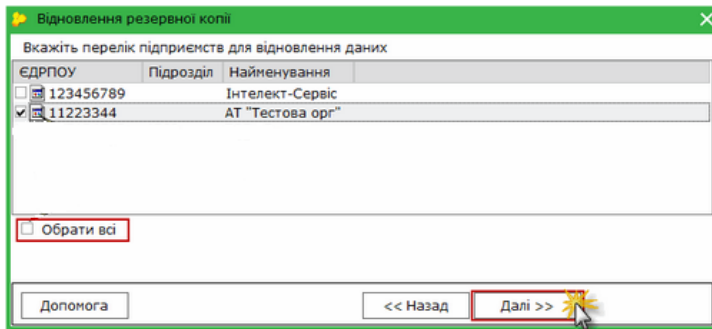 Відновлення резервної копії
Вкажіть перелік підприємств для відновлення даних
ЄДРПОУ Підрозділ Найменування
123456789 Інтелект-Сервіс
11223344 АТ "Тестова орг"
Обрати всі
Допомога << Назад Далі >>